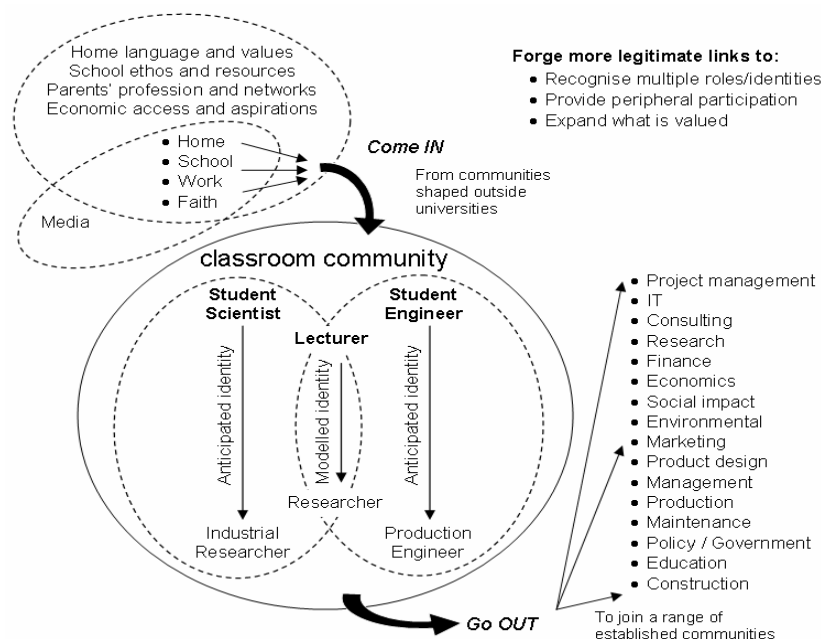 Home language and values
School ethos and resources
Parents' profession and networks
Economic access and aspirations
• Home
• School
• Work
• Faith
Media
Come IN
From communities
shaped outside
universities
Forge more legitimate links to:
• Recognise multiple roles/identities
• Provide peripheral participation
• Expand what is valued
classroom community
Student
Scientist
Lecturer
Student
Engineer
Anticipated identity
Modelled identity
Anticipated identity
Researcher
Industrial
Researcher
Production
Engineer
Go OUT
• Project management
• IT
• Consulting
• Research
• Finance
• Economics
• Social impact
• Environmental
• Marketing
• Product design
• Management
• Production
• Maintenance
• Policy / Government
• Education
• Construction
To join a range of
established communities